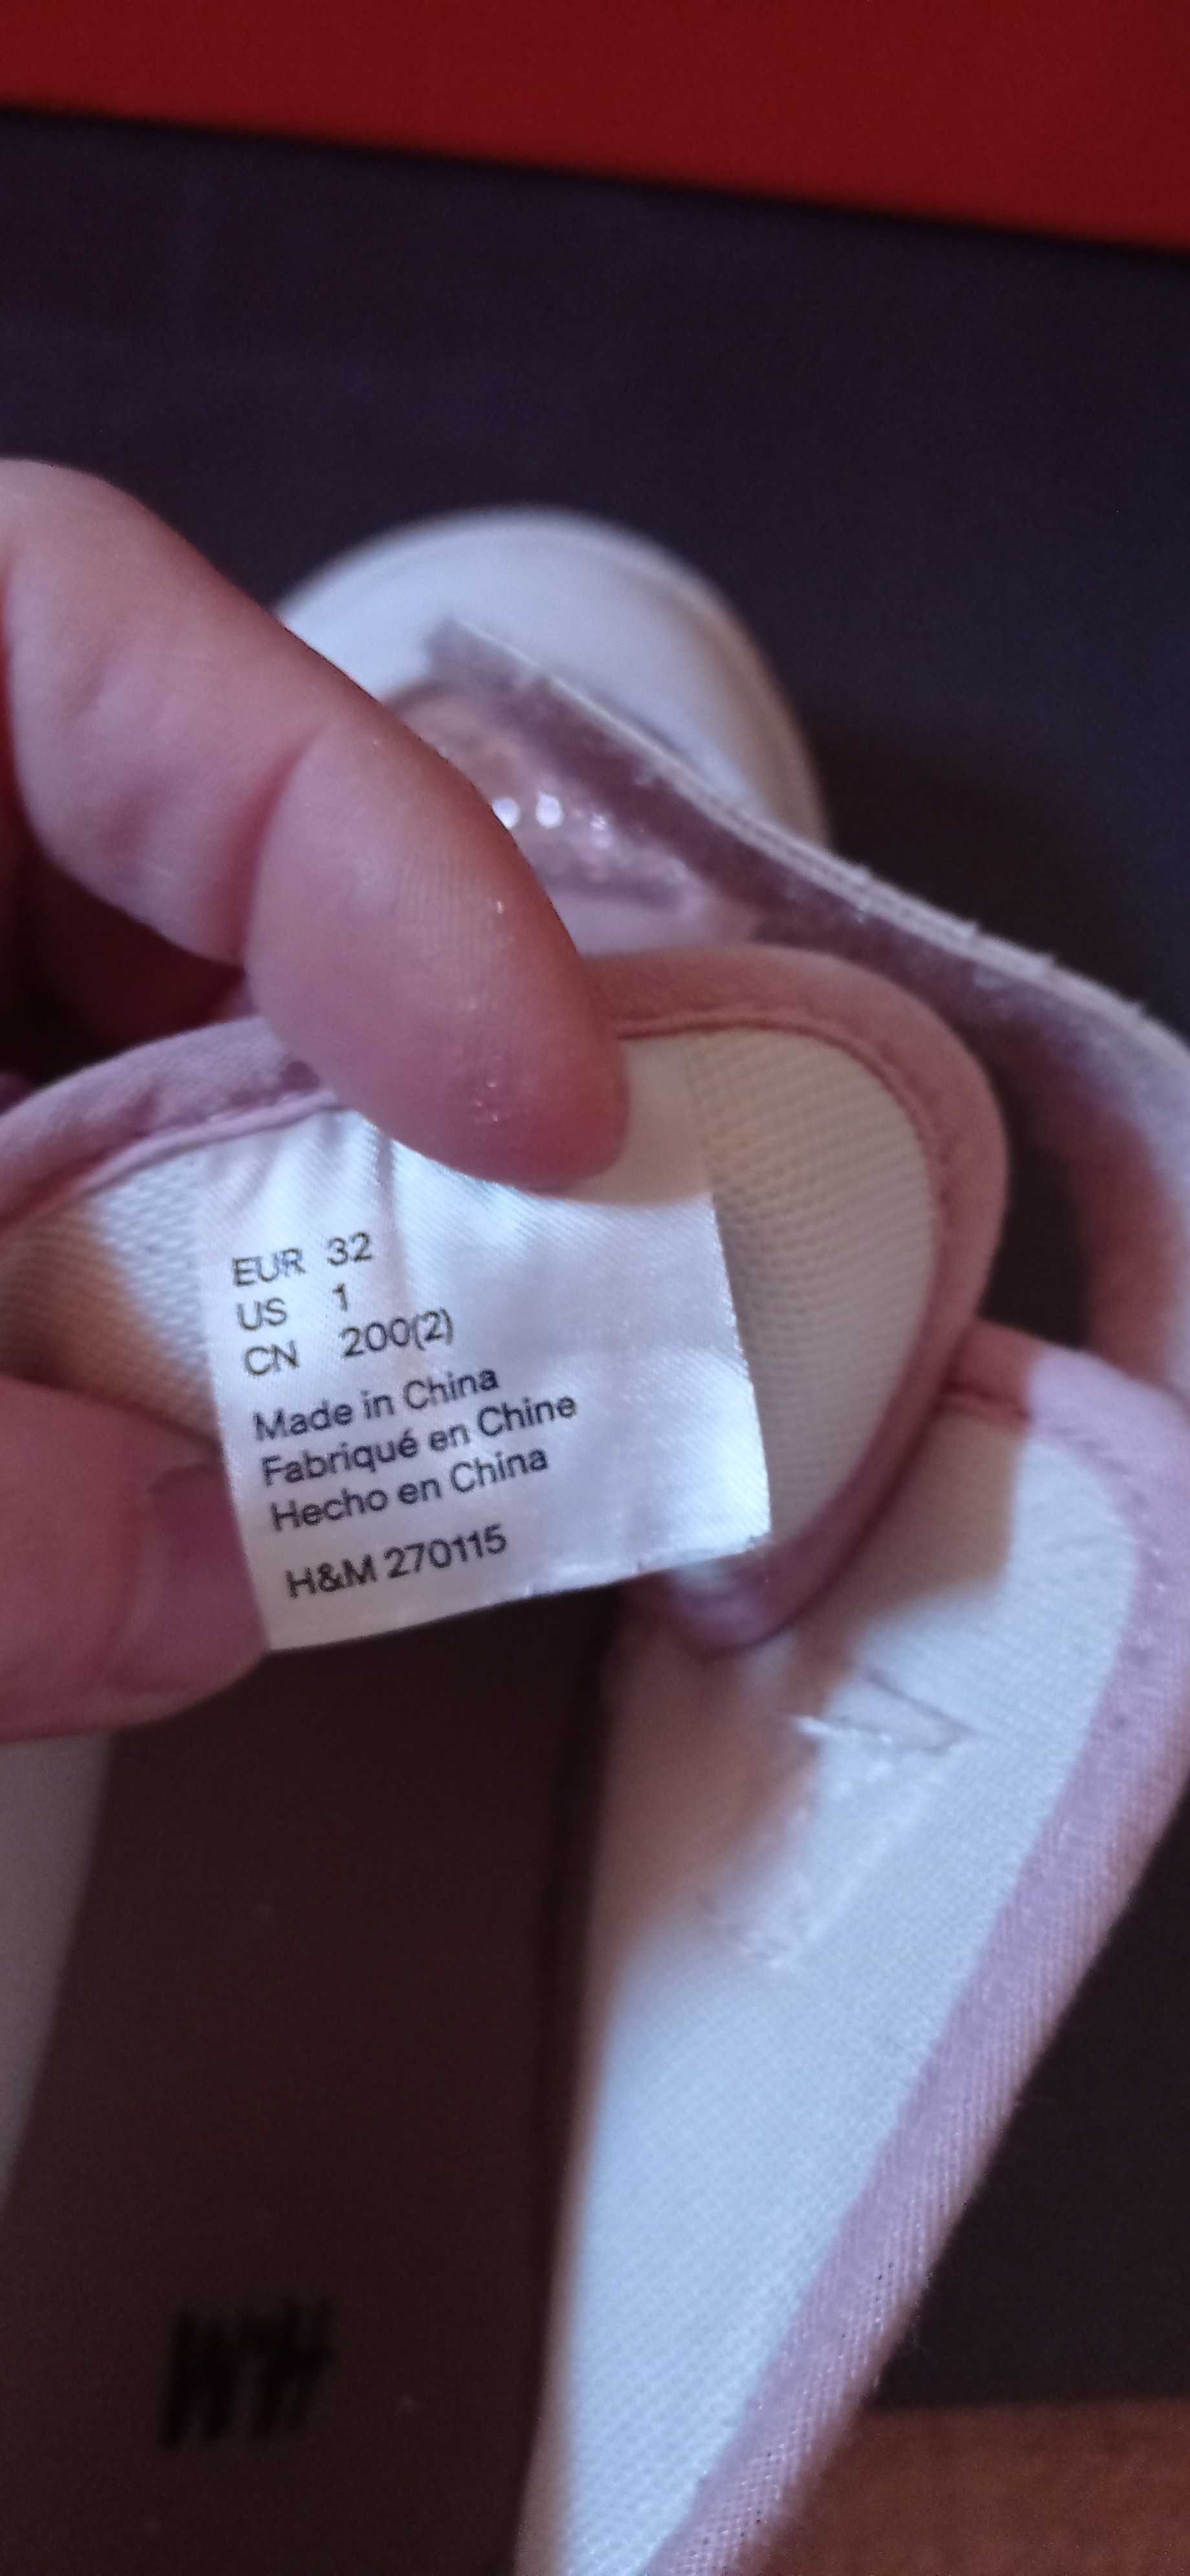 EUR 32
US 1
CN 200(2)
Made in China
Fabriqué en Chine
Hecho en China
H&M 270115